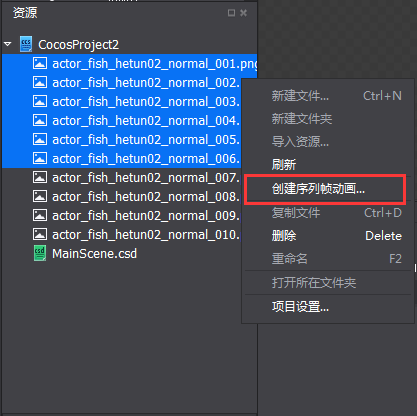 资源
CocosProject2
actor_fish_hetun02_normal_001.png
actor_fish_hetun02_normal_002.
actor_fish_hetun02_normal_003.
actor_fish_hetun02_normal_004.
actor_fish_hetun02_normal_005.
actor_fish_hetun02_normal_006.
actor_fish_hetun02_normal_007.
actor_fish_hetun02_normal_008.
actor_fish_hetun02_normal_009.
actor_fish_hetun02_normal_010.
MainScene.csd
新建文件... Ctrl+N
新建文件夹
导入资源...
刷新
创建序列帧动画...
复制文件 Ctrl+D
删除 Delete
重命名 F2
打开所在文件夹
项目设置...